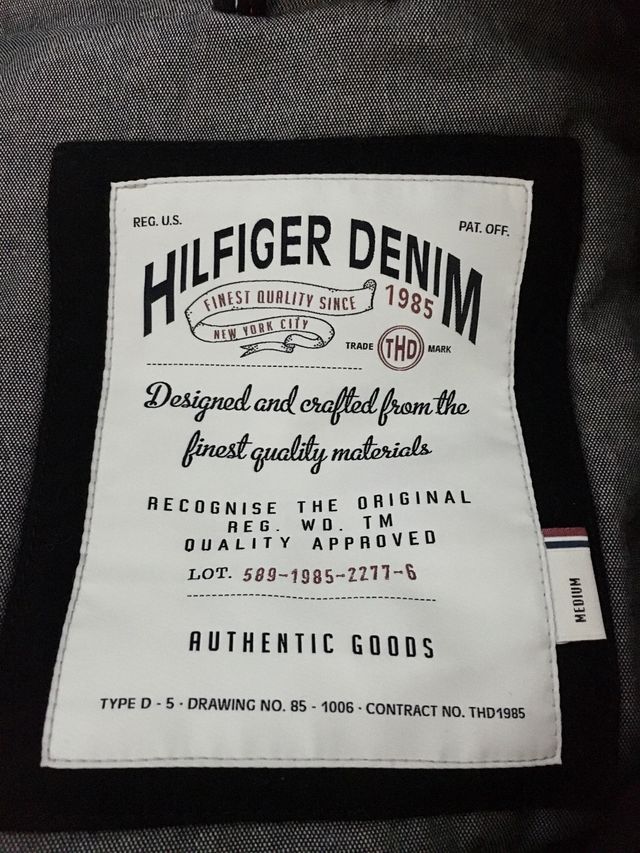 REG. U.S.
PAT. OFF.
HILFIGER DENIM
FINEST QUALITY SINCE 1985
NEW YORK CITY
TRADE THD MARK
Designed and crafted from the
finest quality materials
RECOGNISE THE ORIGINAL
REG. WD. TM
QUALITY APPROVED
LOT. 589-1985-2277-6
AUTHENTIC GOODS
TYPE D - 5 · DRAWING NO. 85 - 1006 · CONTRACT NO. THD1985
MEDIUM